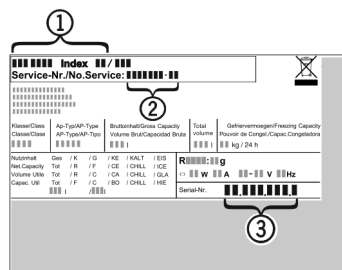 1
Index /
Service-Nr./No.Service: -
2
Klasse/Class Ap-Typ/AP-Type Bruttoinhalt/Gross Capacity Total Gefriervermoegen/Freezing Capacity
Classe/Class AP-Type/AP-Tipo Volume Brut/Capacidad Bruta volume Pouvoir de Congel./Capac.Congeladora
l l kg / 24 h
Nutzinhalt Ges / K / G / KE / KALT / EIS
Net.Capacity Tot / R / F / CE / CHILL / ICE
Volume Utile Tot / R / C / CA / CHILL / GLA
Capac. Util Tot / F / C / BO / CHILL / HIE
l / l
R : g
W A - V Hz
Serial-Nr. . . .
3